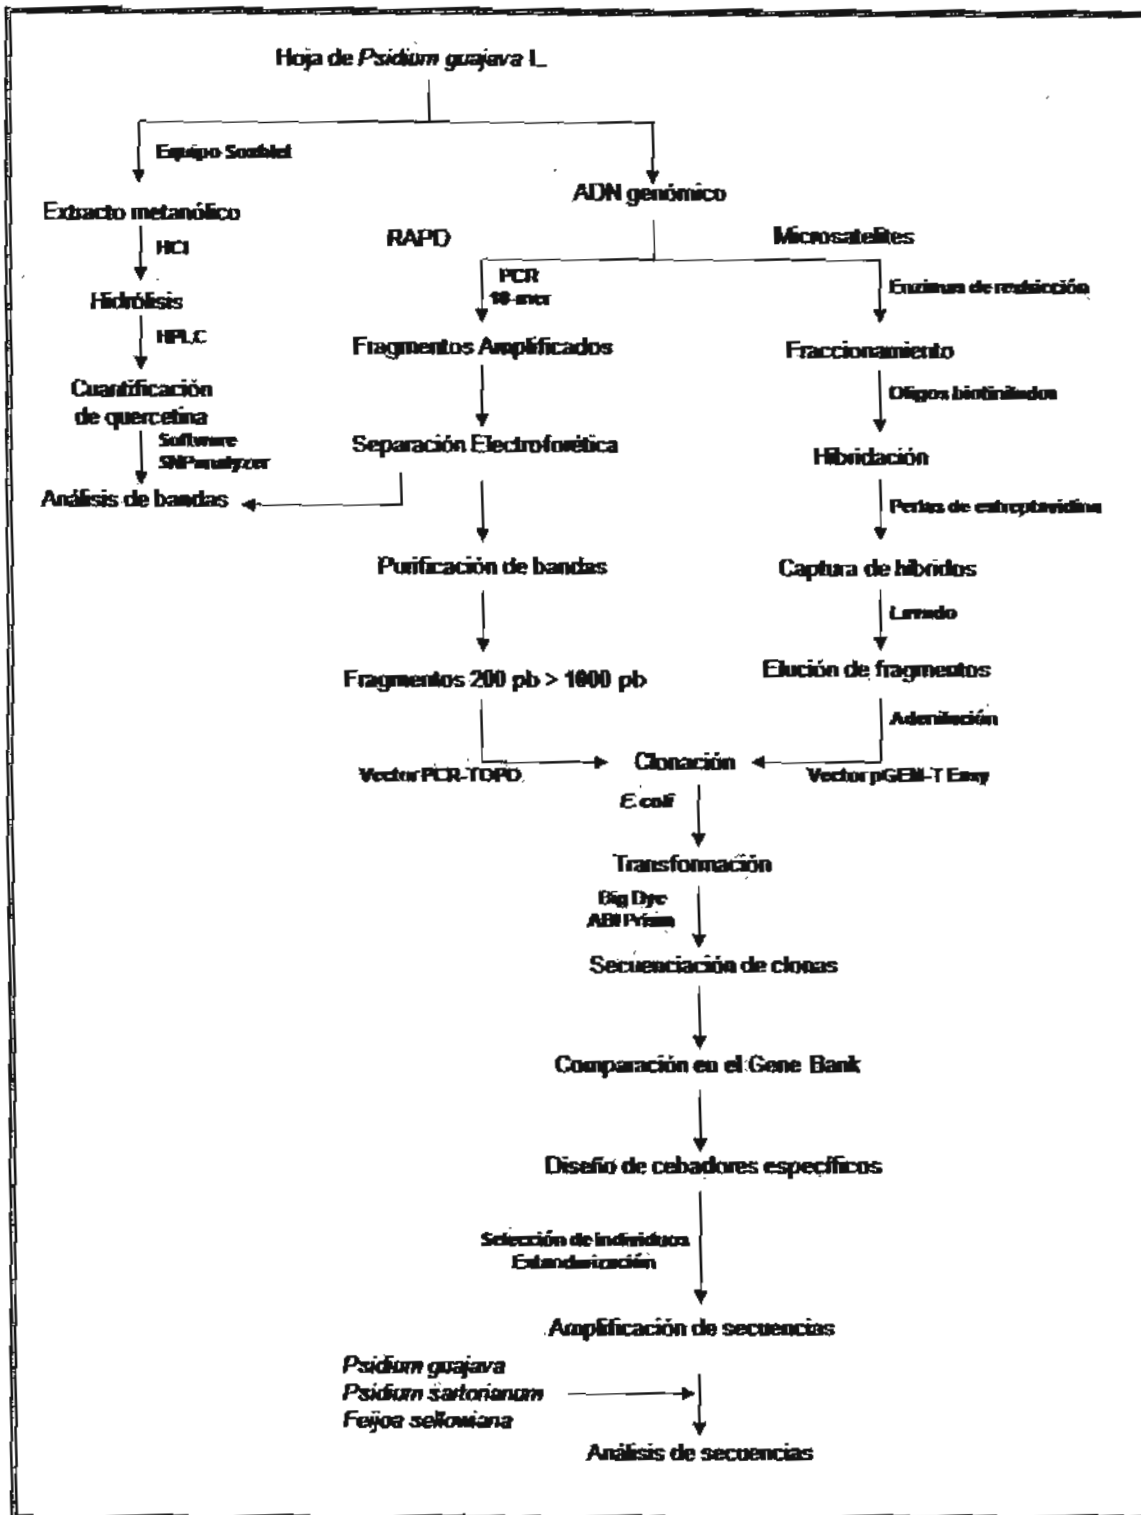 Hoja de Psidium guajava L.
Equipo Soxhlet
ADN genómico
Extracto metanólico
RAPD
Microsatelites
HCl
PCR
10-mer
Enzimas de restricción
Hidrólisis
HPLC
Fragmentos Amplificados
Fraccionamiento
Cuantificación
de quercetina
Oligos biotinilados
Software
SNPanalyzer
Separación Electroforética
Hibridación
Análisis de bandas
Perlas de estreptavidina
Purificación de bandas
Captura de híbridos
Lavado
Fragmentos 200 pb > 1000 pb
Elución de fragmentos
Adenilación
Clonación
Vector PCR-TOPO
Vector pGEM-T Easy
E. coli
Transformación
Big Dye
ABI Prism
Secuenciación de clonas
Comparación en el Gene Bank
Diseño de cebadores específicos
Selección de individuos
Estandarización
Amplificación de secuencias
Psidium guajava
Psidium sartorianum
Feijoa sellowiana
Análisis de secuencias